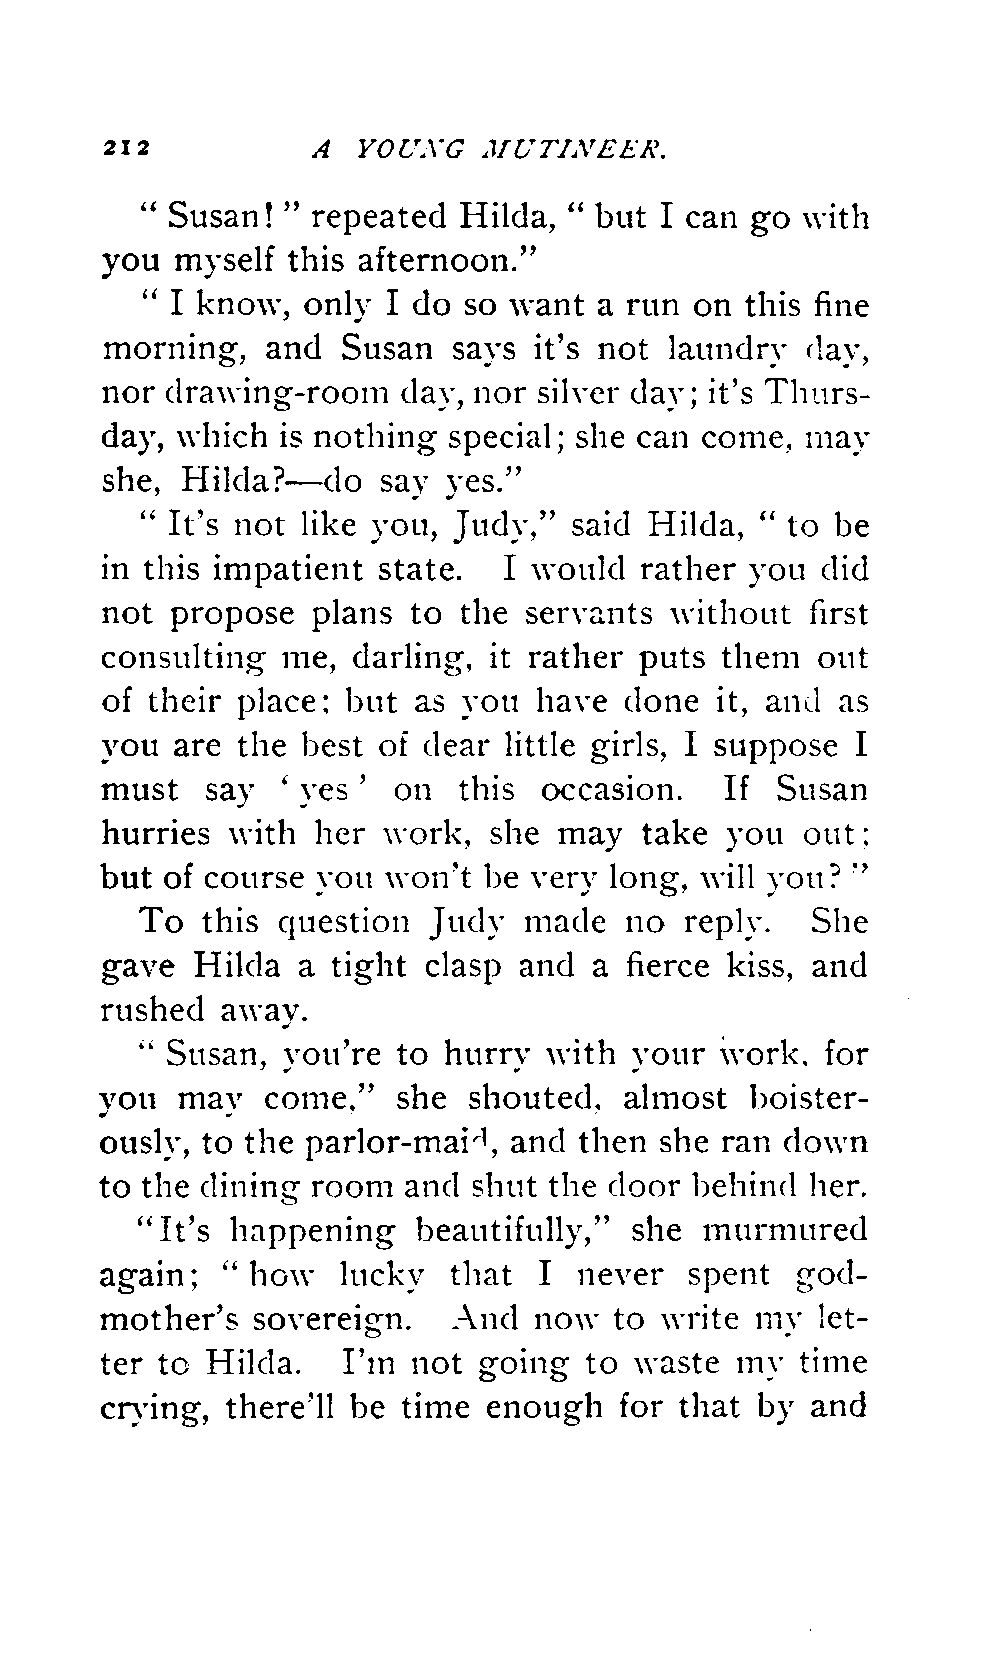 212 A YOUNG MUTINEER.
“ Susan! ” repeated Hilda, “ but I can go with
you myself this afternoon.”
“ I know, only I do so want a run on this fine
morning, and Susan says it's not laundry day,
nor drawing-room day, nor silver day; it's Thurs-
day, which is nothing special; she can come, may
she, Hilda?—do say yes.”
“ It's not like you, Judy,” said Hilda, “ to be
in this impatient state. I would rather you did
not propose plans to the servants without first
consulting me, darling, it rather puts them out
of their place; but as you have done it, and as
you are the best of dear little girls, I suppose I
must say ‘ yes ’ on this occasion. If Susan
hurries with her work, she may take you out;
but of course you won't be very long, will you? ”
To this question Judy made no reply. She
gave Hilda a tight clasp and a fierce kiss, and
rushed away.
“ Susan, you're to hurry with your work, for
you may come,” she shouted, almost boister-
ously, to the parlor-maid, and then she ran down
to the dining room and shut the door behind her.
“It's happening beautifully,” she murmured
again; “ how lucky that I never spent god-
mother's sovereign. And now to write my let-
ter to Hilda. I'm not going to waste my time
crying, there'll be time enough for that by and